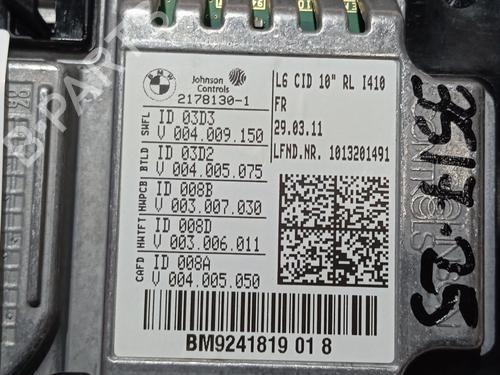 BMW
Johnson Controls
2178130-1
SWFL ID 03D3
V 004.009.150
BTLD ID 03D2
V 004.005.075
HWPCB ID 008B
V 003.007.030
HWTFT ID 008D
V 003.006.011
CAFD ID 008A
V 004.005.050
L6 CID 10" RL I410
FR
29.03.11
LFND.NR. 1013201491
BM9241819 01 8